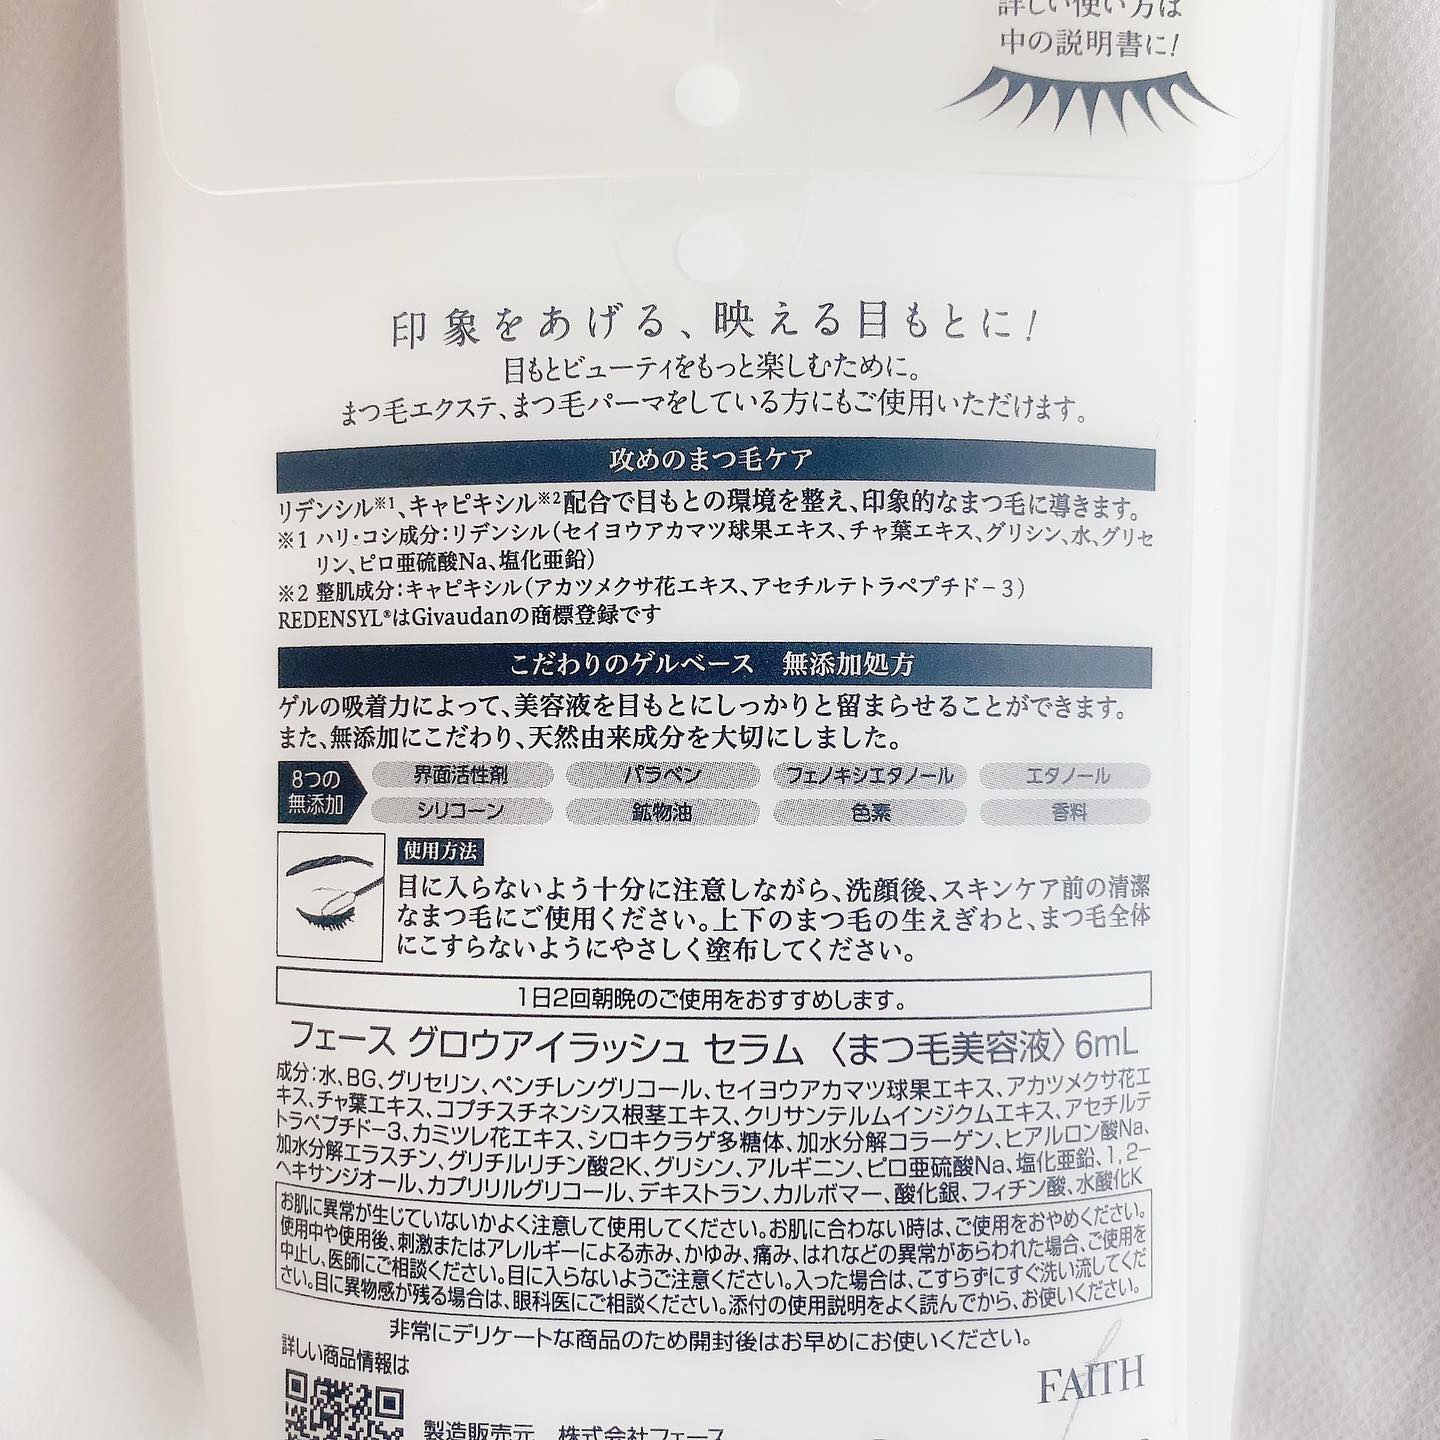 詳しい使い方は
中の説明書に!
印象をあげる、映える目もとに!
目もとビューティをもっと楽しむために。
まつ毛エクステ、まつ毛パーマをしている方にもご使用いただけます。
攻めのまつ毛ケア
リデンシル※1、キャピキシル※2配合で目もとの環境を整え、印象的なまつ毛に導きます。
※1 ハリ・コシ成分:リデンシル(セイヨウアカマツ球果エキス、チャ葉エキス、グリシン、水、グリセ
リン、ピロ亜硫酸Na、塩化亜鉛)
※2 整肌成分:キャピキシル(アカツメクサ花エキス、アセチルテトラペプチド-3)
REDENSYL®はGivaudanの商標登録です
こだわりのゲルベース 無添加処方
ゲルの吸着力によって、美容液を目もとにしっかりと留まらせることができます。
また、無添加にこだわり、天然由来成分を大切にしました。
8つの
無添加
界面活性剤 パラベン フェノキシエタノール エタノール
シリコーン 鉱物油 色素 香料
使用方法
目に入らないよう十分に注意しながら、洗顔後、スキンケア前の清潔
なまつ毛にご使用ください。上下のまつ毛の生えぎわと、まつ毛全体
にこすらないようにやさしく塗布してください。
1日2回朝晩のご使用をおすすめします。
フェース グロウアイラッシュ セラム 〈まつ毛美容液〉6mL
成分:水、BG、グリセリン、ペンチレングリコール、セイヨウアカマツ球果エキス、アカツメクサ花エ
キス、チャ葉エキス、コプチスチネンシス根茎エキス、クリサンテルムインジクムエキス、アセチルテ
トラペプチド-3、カミツレ花エキス、シロキクラゲ多糖体、加水分解コラーゲン、ヒアルロン酸Na、
加水分解エラスチン、グリチルリチン酸2K、グリシン、アルギニン、ピロ亜硫酸Na、塩化亜鉛、1,2-
ヘキサンジオール、カプリリルグリコール、デキストラン、カルボマー、酸化銀、フィチン酸、水酸化K
お肌に異常が生じていないかよく注意して使用してください。お肌に合わない時は、ご使用をおやめください。
使用中や使用後、刺激またはアレルギーによる赤み、かゆみ、痛み、はれなどの異常があらわれた場合、ご使用を
中止し、医師にご相談ください。目に入らないようご注意ください。入った場合は、こすらずにすぐ洗い流してくだ
さい。目に異物感が残る場合は、眼科医にご相談ください。添付の使用説明をよく読んでから、お使いください。
非常にデリケートな商品のため開封後はお早めにお使いください。
詳しい商品情報は
FAITH
製造販売元 株式会社フェース